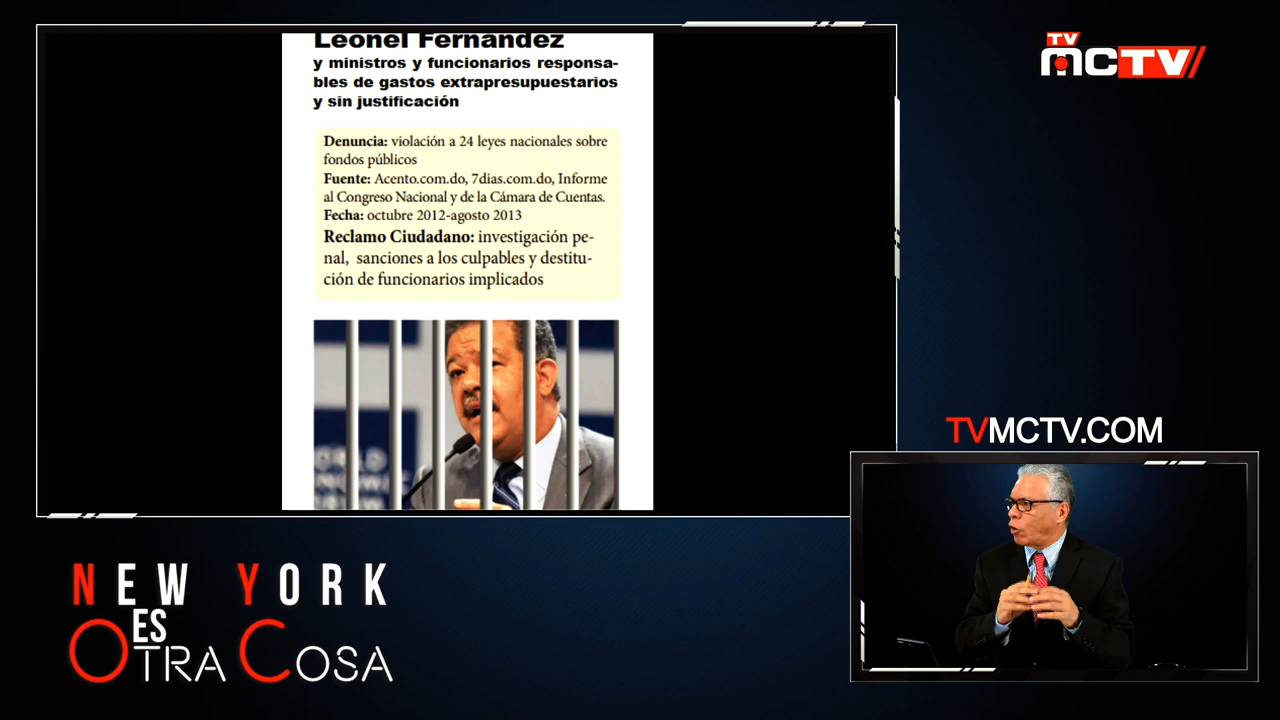 Leonel Fernández
y ministros y funcionarios responsa-
bles de gastos extrapresupuestarios
y sin justificación
Denuncia: violación a 24 leyes nacionales sobre
fondos públicos
Fuente: Acento.com.do, 7dias.com.do, Informe
al Congreso Nacional y de la Cámara de Cuentas.
Fecha: octubre 2012-agosto 2013
Reclamo Ciudadano: investigación pe-
nal, sanciones a los culpables y destitu-
ción de funcionarios implicados
TV
MCTV
TVMCTV.COM
NEW YORK
ES
OTRA COSA